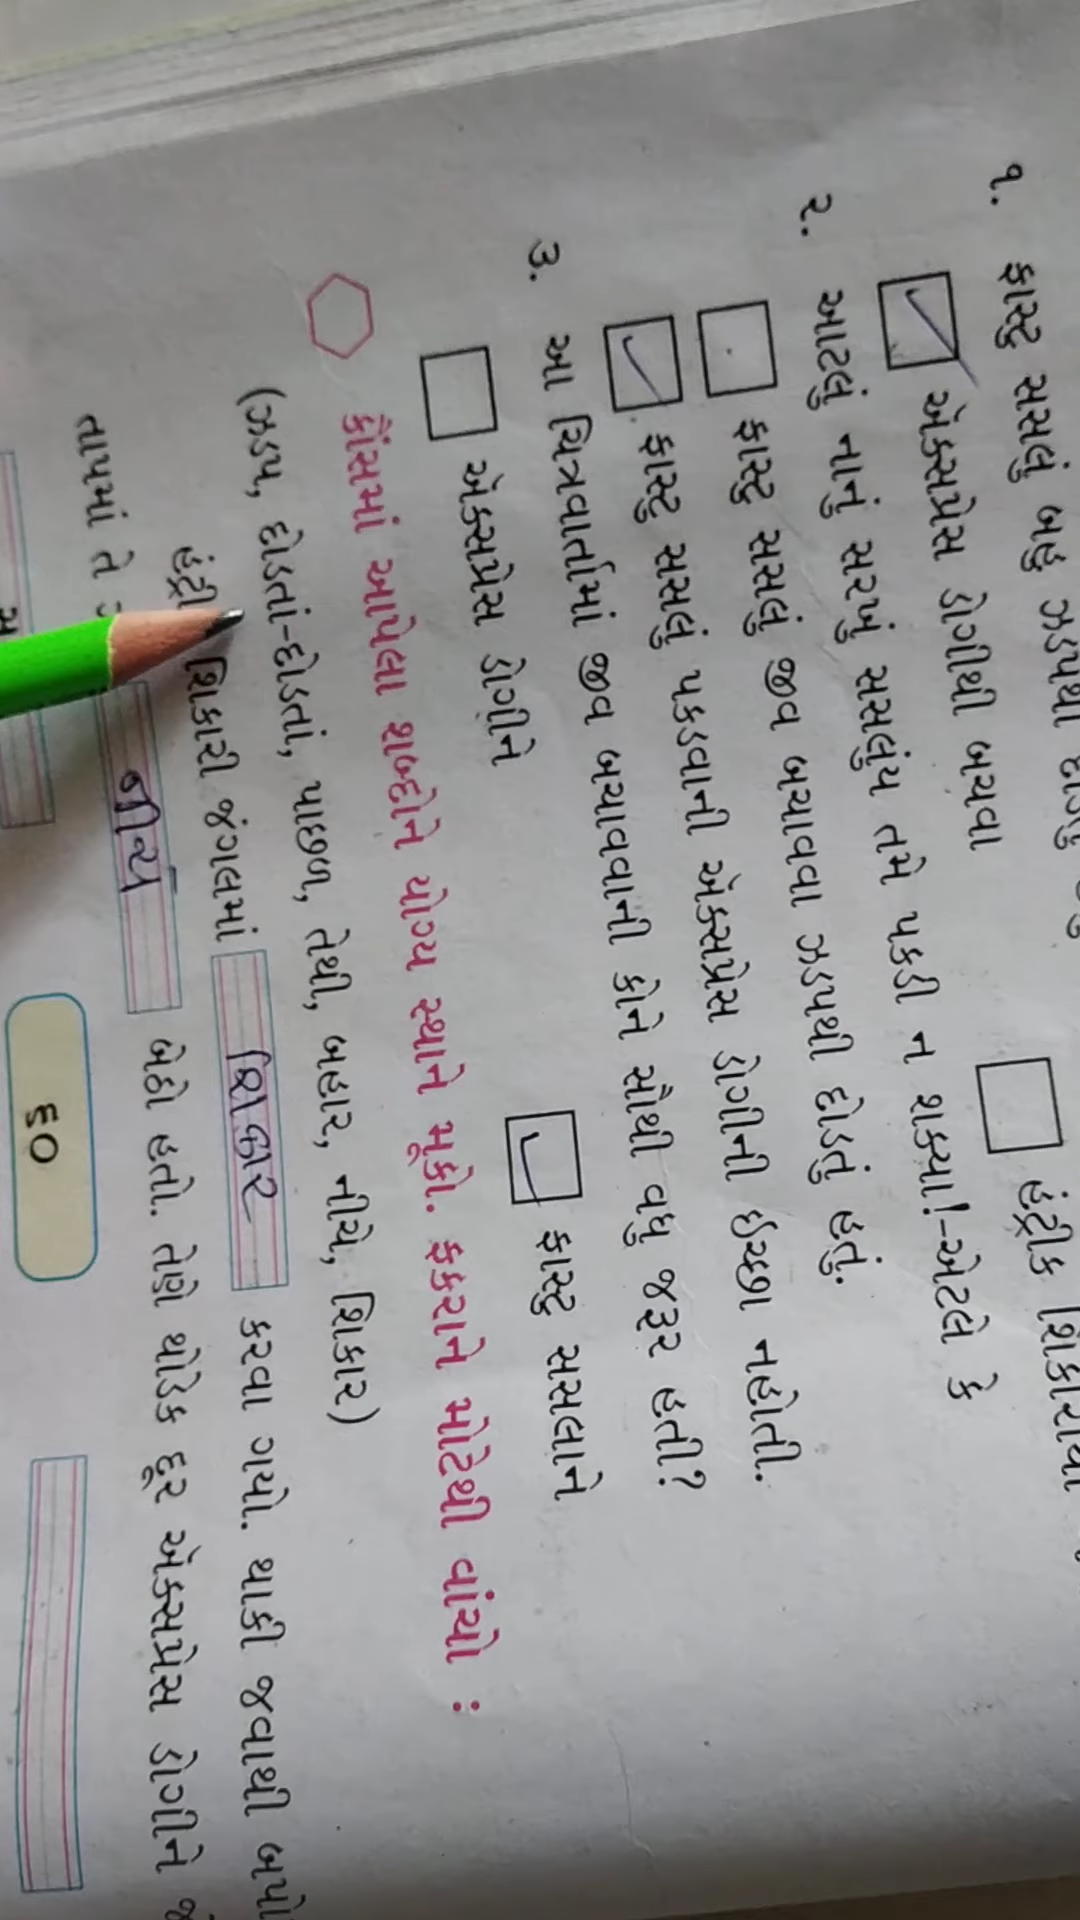 ૧. ફાસ્ટુ સસલું બહુ ઝડપથી
એક્સપ્રેસ ડોગીથી બચવા હંટ્રીક
૨. આટલું નાનું સરખું સસલુંય તમે પકડી ન શક્યા!-એટલે કે
ફાસ્ટુ સસલું જીવ બચાવવા ઝડપથી દોડતું હતું.
ફાસ્ટુ સસલું પકડવાની એક્સપ્રેસ ડોગીની ઇચ્છા નહોતી.
૩. આ ચિત્રવાર્તામાં જીવ બચાવવાની કોને સૌથી વધુ જરૂર હતી?
એક્સપ્રેસ ડોગીને ફાસ્ટુ સસલાને
કૌંસમાં આપેલા શબ્દોને યોગ્ય સ્થાને મૂકો. ફકરાને મોટેથી વાંચો :
(ઝડપ, દોડતાં-દોડતાં, પાછળ, તેથી, બહાર, નીચે, શિકાર)
હંટ્રી શિકારી જંગલમાં શિકાર કરવા ગયો. થાકી જવાથી
તાપમાં તે નીચે બેઠો હતો. તેણે થોડેક દૂર એક્સપ્રેસ ડોગીને
૬૦